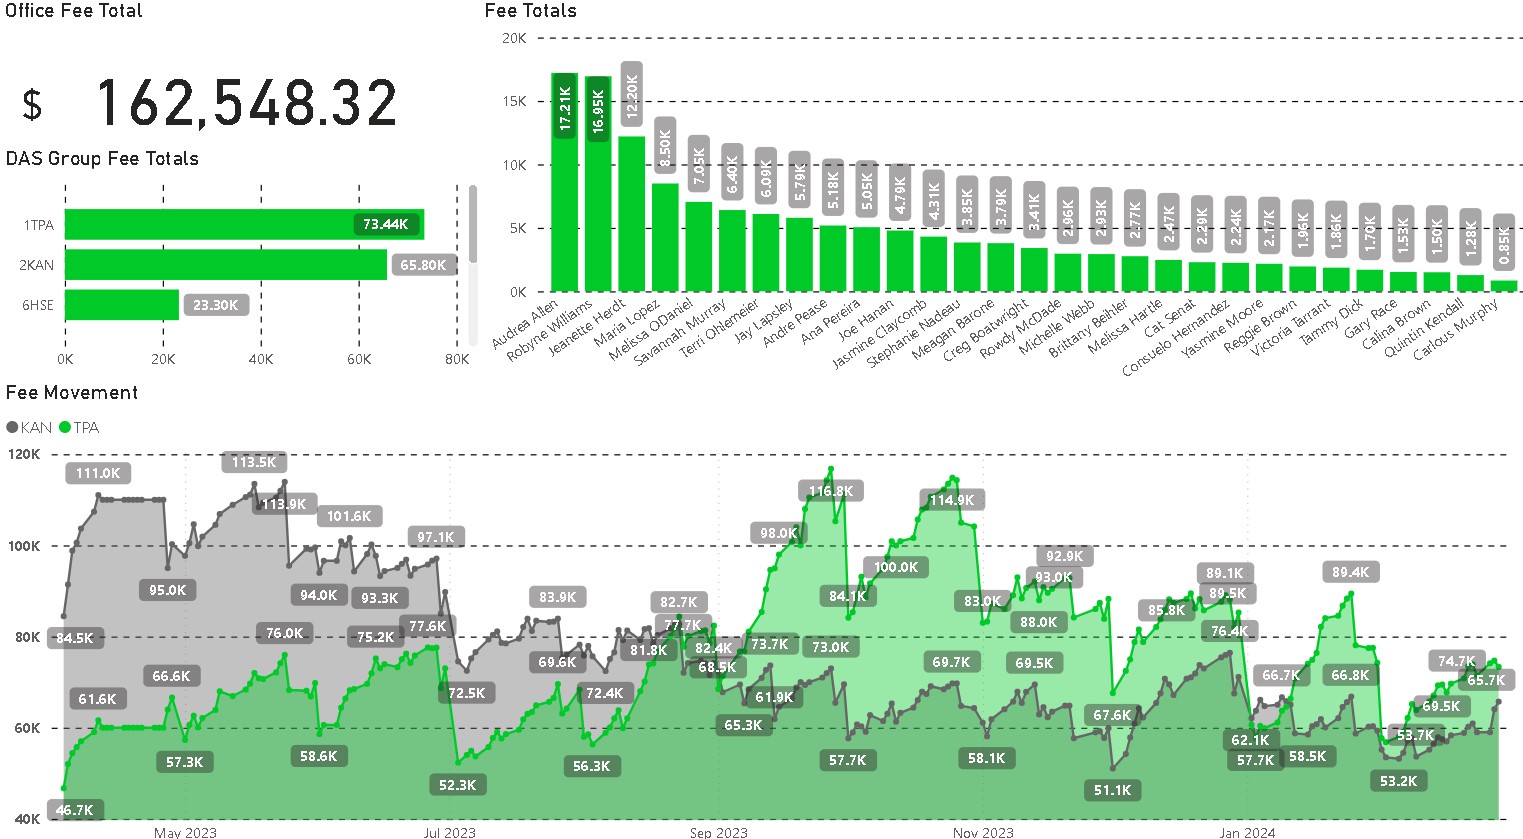 Office Fee Total
$ 162,548.32
DAS Group Fee Totals
1TPA 73.44K
2KAN 65.80K
6HSE 23.30K
0K 20K 40K 60K 80K
Fee Totals
20K
15K
10K
5K
0K
17.21K 16.95K 12.20K 8.50K 7.05K 6.40K 6.09K 5.79K 5.18K 5.05K 4.79K 4.31K 3.85K 3.79K 3.41K 2.96K 2.93K 2.77K 2.47K 2.29K 2.24K 2.17K 1.96K 1.86K 1.70K 1.53K 1.50K 1.28K 0.85K
Audrea Allen
Robyne Williams
Jeanette Herdt
Maria Lopez
Melissa ODaniel
Savannah Murray
Terri Ohlemeier
Jay Lapsley
Andre Pease
Ana Pereira
Joe Hanan
Jasmine Claycomb
Stephanie Nadeau
Meagan Barone
Creg Boatwright
Rowdy McDade
Michelle Webb
Brittany Beihler
Melissa Hartle
Cat Senat
Consuelo Hernandez
Yasmine Moore
Reggie Brown
Victoria Tarrant
Tammy Dick
Gary Race
Calina Brown
Quintin Kendall
Carlous Murphy
Fee Movement
KAN TPA
120K
100K
80K
60K
40K
84.5K 111.0K 95.0K 113.5K 113.9K 94.0K 101.6K 93.3K 97.1K 72.5K 83.9K 72.4K 82.7K 68.5K 65.3K 73.7K 61.9K 73.0K 57.7K 69.7K 58.1K 69.5K 51.1K 76.4K 62.1K 66.7K 58.5K 66.8K 53.2K 65.7K
46.7K 61.6K 66.6K 57.3K 76.0K 58.6K 75.2K 77.6K 52.3K 69.6K 56.3K 81.8K 77.7K 82.4K 98.0K 116.8K 84.1K 100.0K 114.9K 83.0K 88.0K 93.0K 92.9K 67.6K 85.8K 89.1K 89.5K 57.7K 89.4K 53.7K 69.5K 74.7K
May 2023 Jul 2023 Sep 2023 Nov 2023 Jan 2024